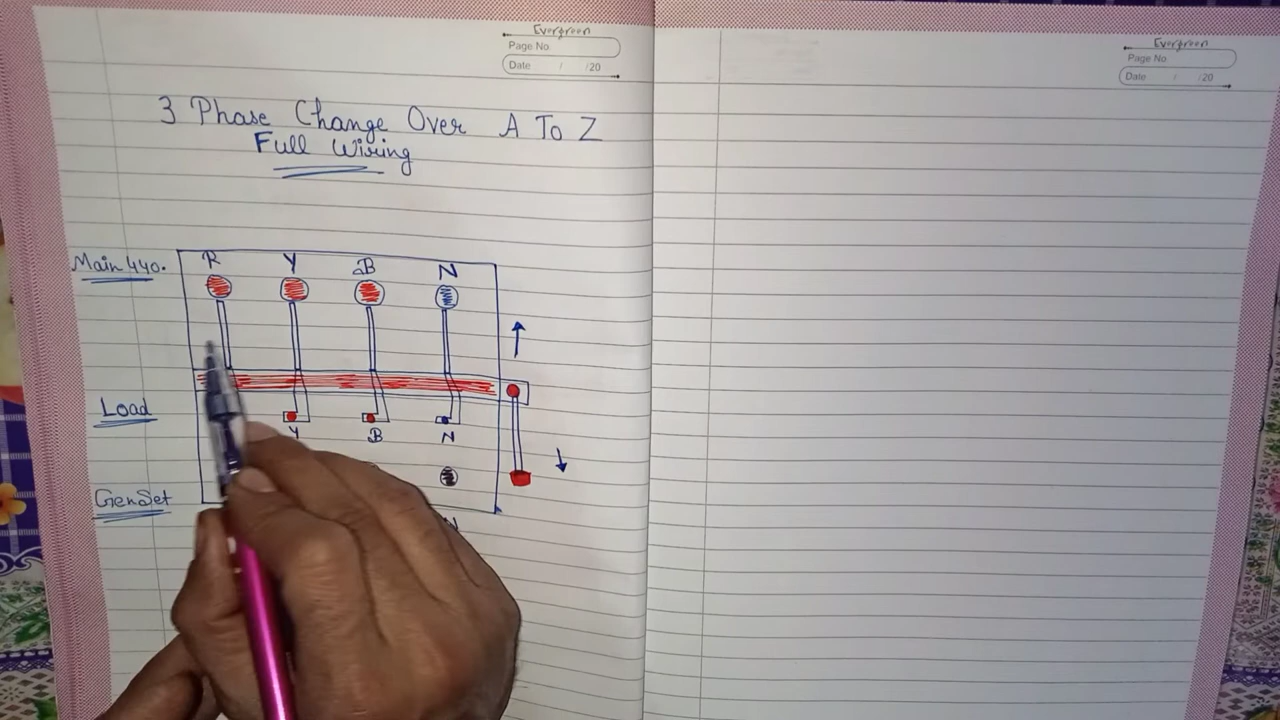 Evergreen
Page No
Date / /20
Evergreen
Page No
Date / /20
3 Phase Change Over A To Z
Full Wiring
Main 440.
R Y B N
Load
Y B N
GenSet